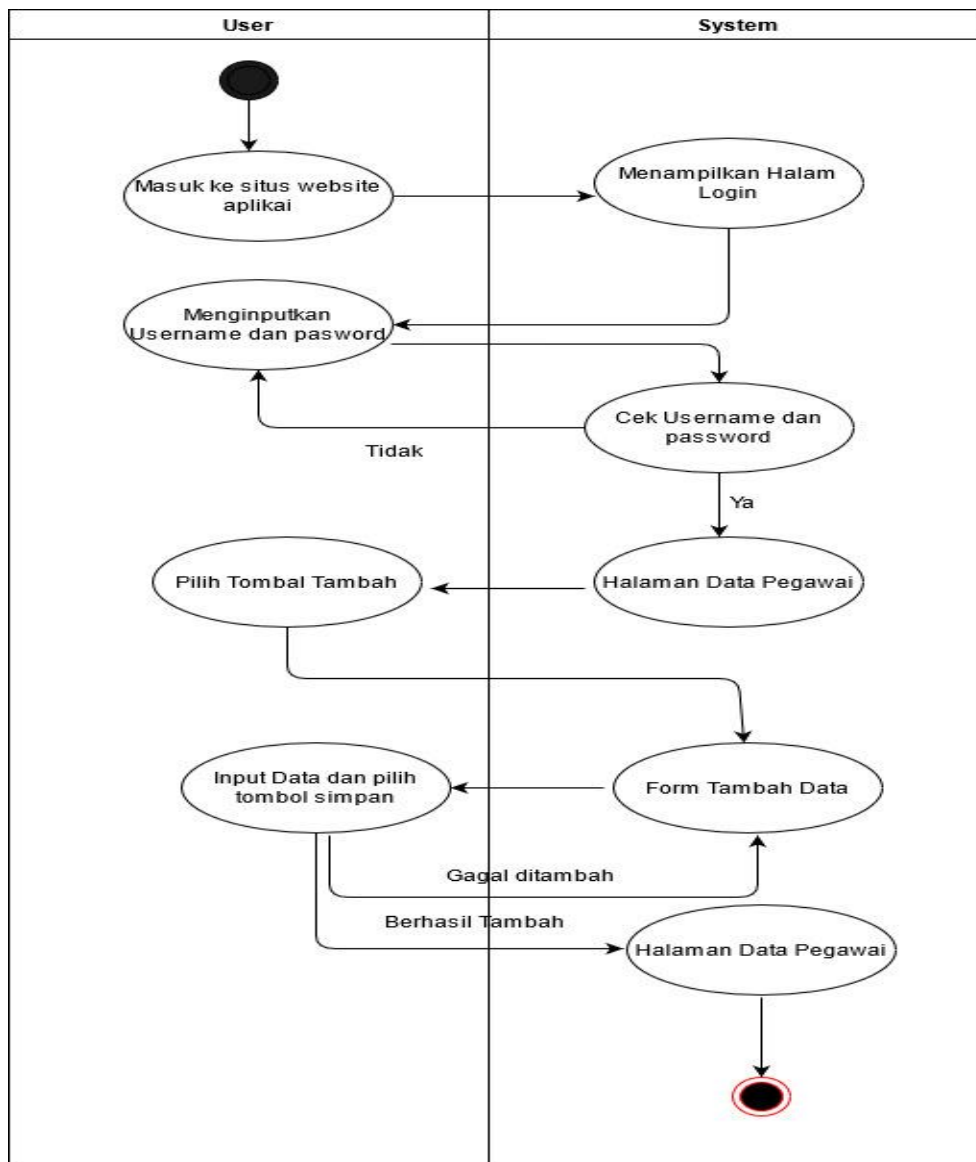 User
System
Masuk ke situs website
aplikai
Menampilkan Halam
Login
Menginputkan
Username dan pasword
Cek Username dan
password
Tidak
Ya
Pilih Tombal Tambah
Halaman Data Pegawai
Input Data dan pilih
tombol simpan
Form Tambah Data
Gagal ditambah
Berhasil Tambah
Halaman Data Pegawai